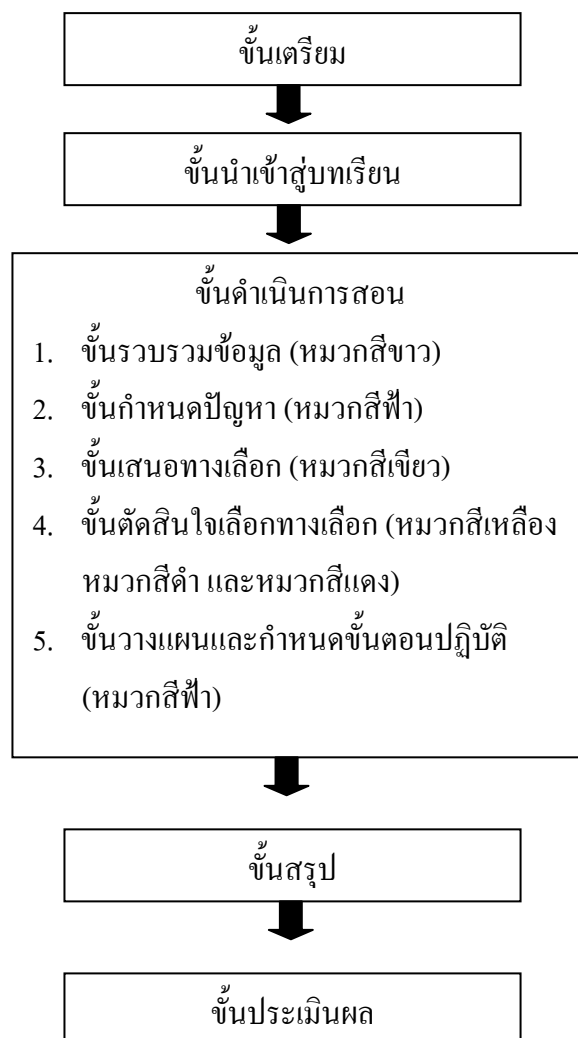 ขั้นเตรียม
ขั้นนำเข้าสู่บทเรียน
ขั้นดำเนินการสอน
1. ขั้นรวบรวมข้อมูล (หมวกสีขาว)
2. ขั้นกำหนดปัญหา (หมวกสีฟ้า)
3. ขั้นเสนอทางเลือก (หมวกสีเขียว)
4. ขั้นตัดสินใจเลือกทางเลือก (หมวกสีเหลือง
หมวกสีดำ และหมวกสีแดง)
5. ขั้นวางแผนและกำหนดขั้นตอนปฏิบัติ
(หมวกสีฟ้า)
ขั้นสรุป
ขั้นประเมินผล